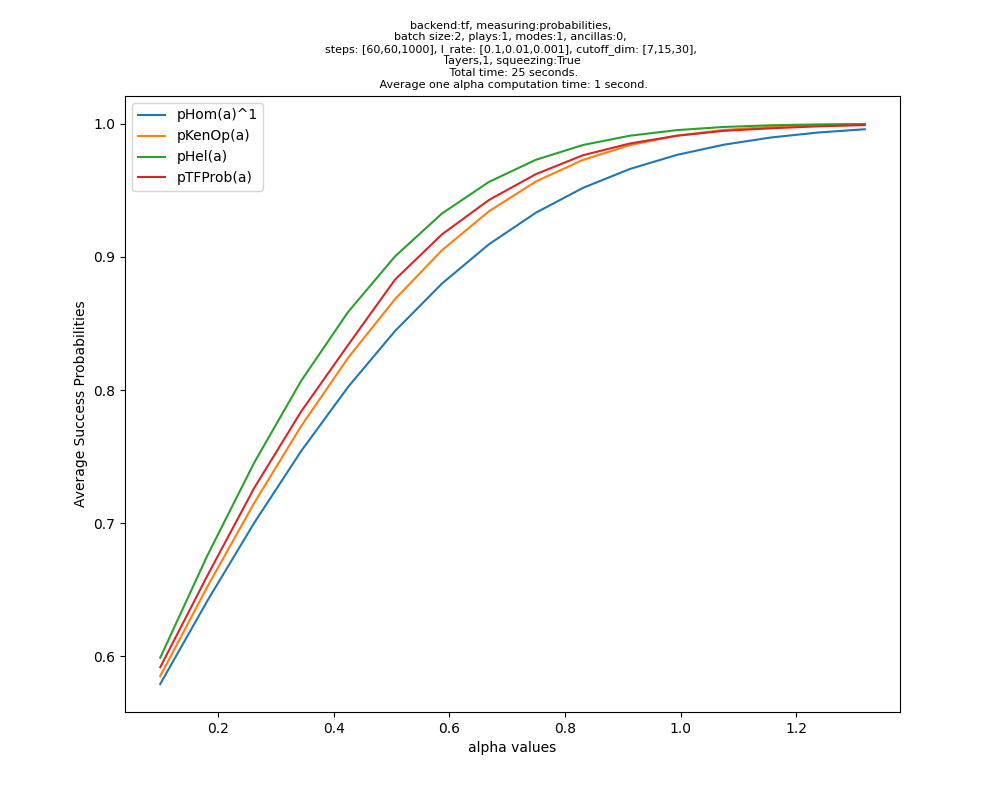 backend:tf, measuring:probabilities,
batch size:2, plays:1, modes:1, ancillas:0,
steps: [60,60,1000], l_rate: [0.1,0.01,0.001], cutoff_dim: [7,15,30],
layers,1, squeezing:True
Total time: 25 seconds.
Average one alpha computation time: 1 second.
pHom(a)^1
pKenOp(a)
pHel(a)
pTFProb(a)
1.0
0.9
0.8
0.7
0.6
Average Success Probabilities
0.2 0.4 0.6 0.8 1.0 1.2
alpha values